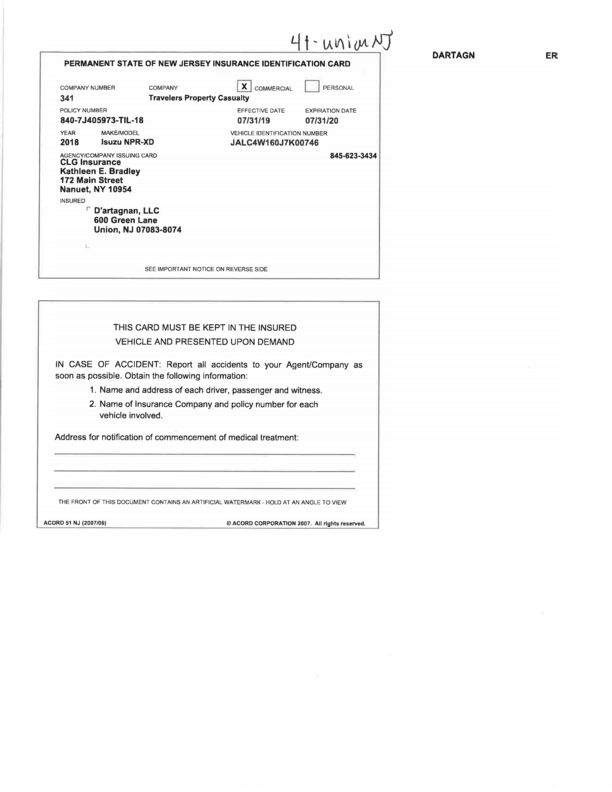 41-union NJ
DARTAGN ER
PERMANENT STATE OF NEW JERSEY INSURANCE IDENTIFICATION CARD
COMPANY NUMBER COMPANY X COMMERCIAL PERSONAL
341 Travelers Property Casualty
POLICY NUMBER EFFECTIVE DATE EXPIRATION DATE
840-7J405973-TIL-18 07/31/19 07/31/20
YEAR MAKE/MODEL VEHICLE IDENTIFICATION NUMBER
2018 Isuzu NPR-XD JALC4W160J7K00746
AGENCY/COMPANY ISSUING CARD 845-623-3434
CLG Insurance
Kathleen E. Bradley
172 Main Street
Nanuet, NY 10954
INSURED
D'artagnan, LLC
600 Green Lane
Union, NJ 07083-8074
SEE IMPORTANT NOTICE ON REVERSE SIDE
THIS CARD MUST BE KEPT IN THE INSURED
VEHICLE AND PRESENTED UPON DEMAND
IN CASE OF ACCIDENT: Report all accidents to your Agent/Company as
soon as possible. Obtain the following information:
1. Name and address of each driver, passenger and witness.
2. Name of Insurance Company and policy number for each
vehicle involved.
Address for notification of commencement of medical treatment:
THE FRONT OF THIS DOCUMENT CONTAINS AN ARTIFICIAL WATERMARK - HOLD AT AN ANGLE TO VIEW
ACORD 51 NJ (2007/06) © ACORD CORPORATION 2007. All rights reserved.